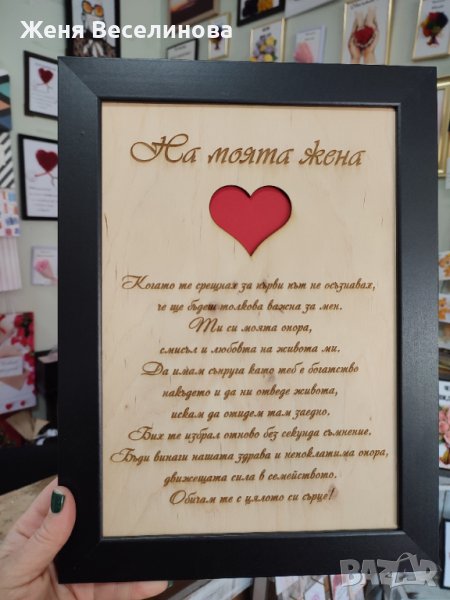 Женя Веселинова
На моята жена
Когато те срещнах за първи път не осъзнавах,
че ще бъдеш толкова важна за мен.
Ти си моята опора,
смисъл и любовта на живота ми.
Да имам съпруга като теб е богатство
накъдето и да ни отведе живота,
искам да отидем там заедно.
Бих те избрал отново без секунда съмнение.
Бъди винаги нашата здрава и непоклатима опора,
движещата сила в семейството.
Обичам те с цялото си сърце!
BAZAR